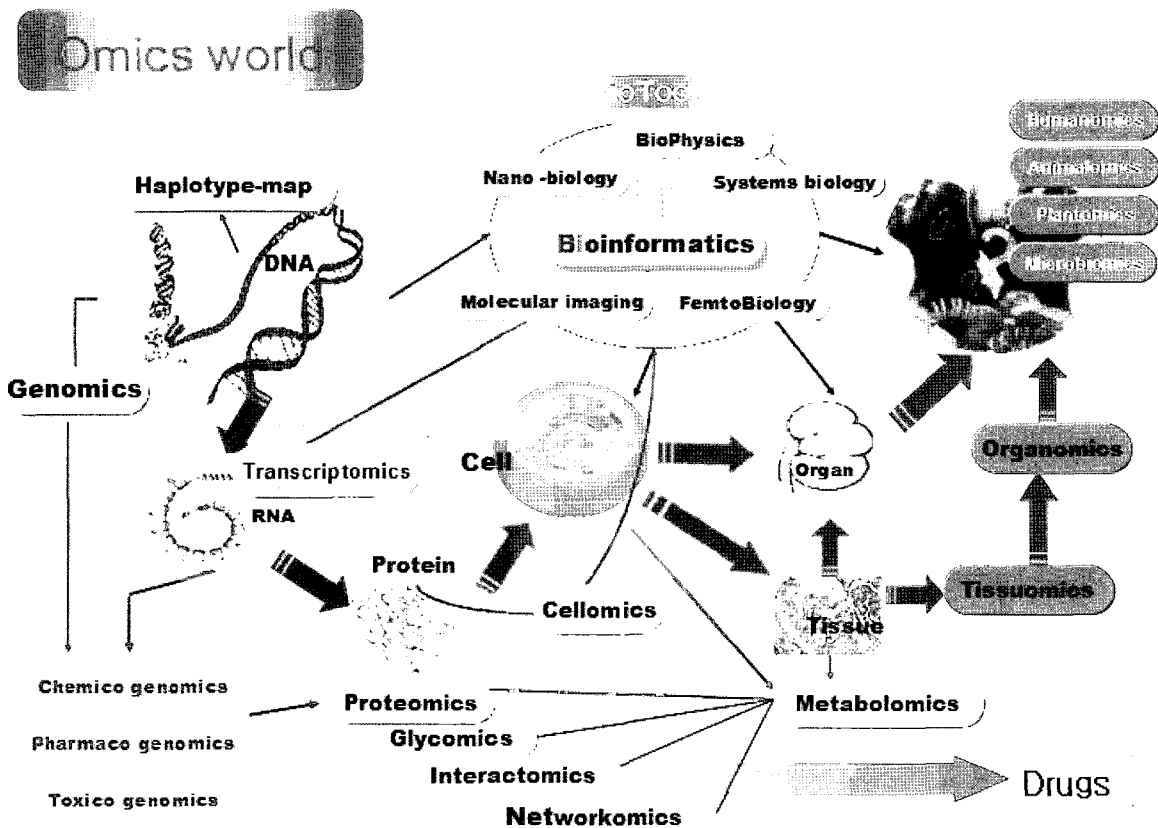 Omics world
BioPhysics
Nano -biology
Systems biology
Bioinformatics
Molecular imaging
FemtoBiology
Humanomics
Animalomics
Plantomics
Microbiomics
Haplotype-map
DNA
Genomics
Transcriptomics
RNA
Cell
Organ
Organomics
Protein
Cellomics
Tissue
Tissuomics
Chemico genomics
Pharmaco genomics
Toxico genomics
Proteomics
Glycomics
Interactomics
Networkomics
Metabolomics
Drugs